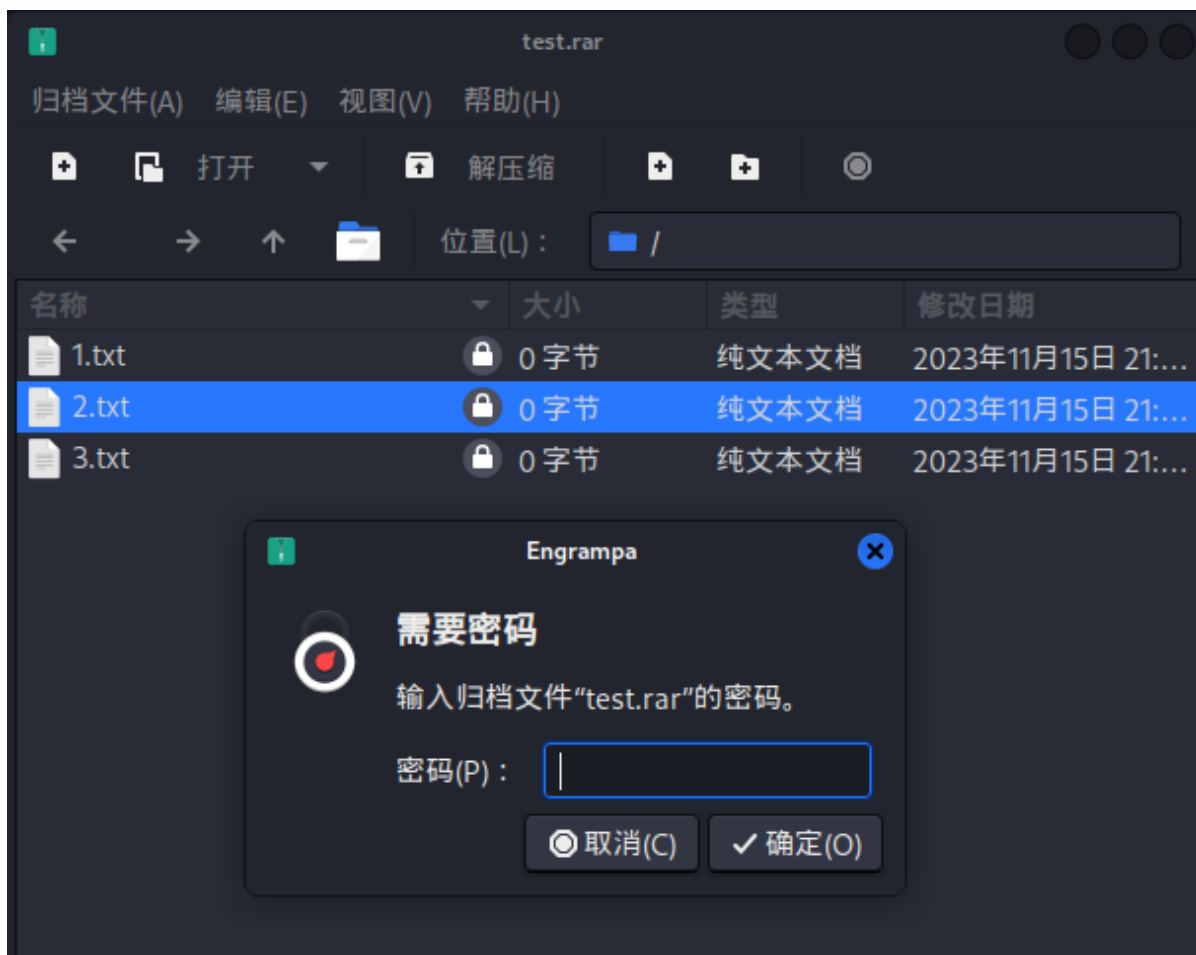 test.rar
归档文件(A) 编辑(E) 视图(V) 帮助(H)
打开 解压缩
位置(L)： /
名称 大小 类型 修改日期
1.txt 0 字节 纯文本文档 2023年11月15日 21:...
2.txt 0 字节 纯文本文档 2023年11月15日 21:...
3.txt 0 字节 纯文本文档 2023年11月15日 21:...
Engrampa
需要密码
输入归档文件“test.rar”的密码。
密码(P)：
取消(C) 确定(O)